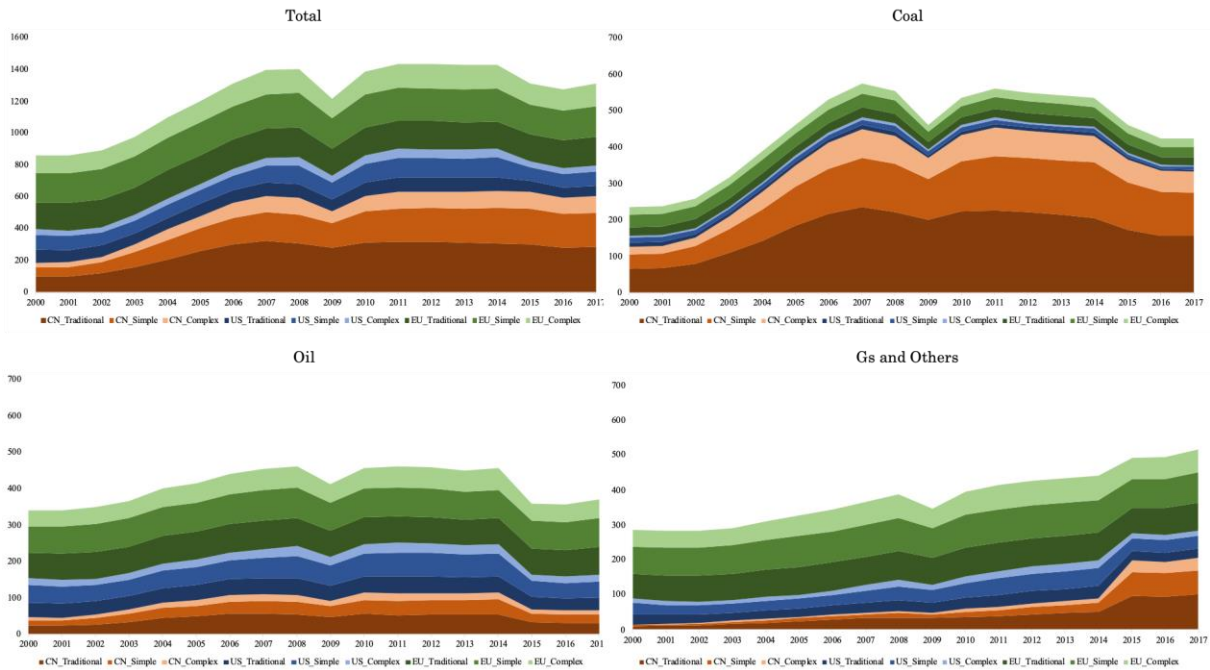 Total
1600
1400
1200
1000
800
600
400
200
0
2000 2001 2002 2003 2004 2005 2006 2007 2008 2009 2010 2011 2012 2013 2014 2015 2016 2017
CN_Traditional CN_Simple CN_Complex US_Traditional US_Simple US_Complex EU_Traditional EU_Simple EU_Complex
Coal
700
600
500
400
300
200
100
0
2000 2001 2002 2003 2004 2005 2006 2007 2008 2009 2010 2011 2012 2013 2014 2015 2016 2017
CN_Traditional CN_Simple CN_Complex US_Traditional US_Simple US_Complex EU_Traditional EU_Simple EU_Complex
Oil
700
600
500
400
300
200
100
0
2000 2001 2002 2003 2004 2005 2006 2007 2008 2009 2010 2011 2012 2013 2014 2015 2016 201
CN_Traditional CN_Simple CN_Complex US_Traditional US_Simple US_Complex EU_Traditional EU_Simple EU_Complex
Gs and Others
700
600
500
400
300
200
100
0
2000 2001 2002 2003 2004 2005 2006 2007 2008 2009 2010 2011 2012 2013 2014 2015 2016 2017
CN_Traditional CN_Simple CN_Complex US_Traditional US_Simple US_Complex EU_Traditional EU_Simple EU_Complex